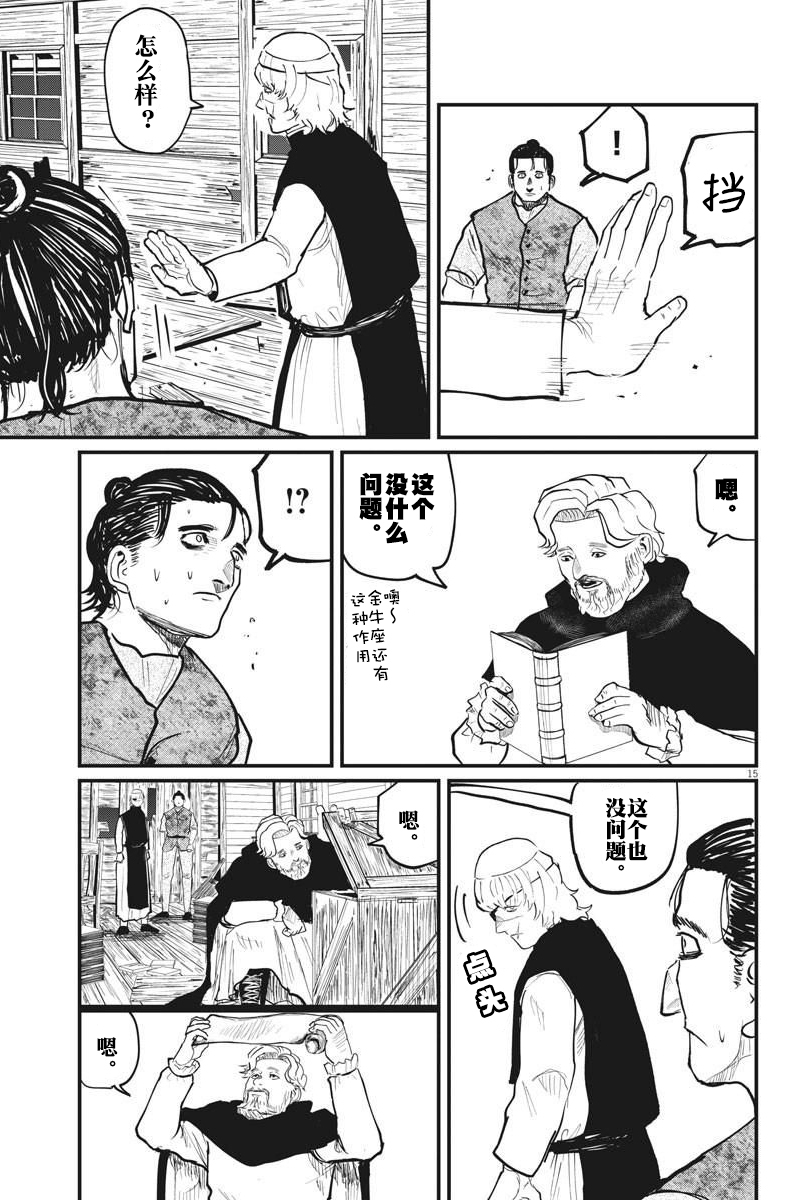 挡
！
怎么样？
嗯。
这个
没什么
问题。
噢～
金牛座还有
这种作用
！？
15
这个也
没问题。
点头
嗯。
嗯。